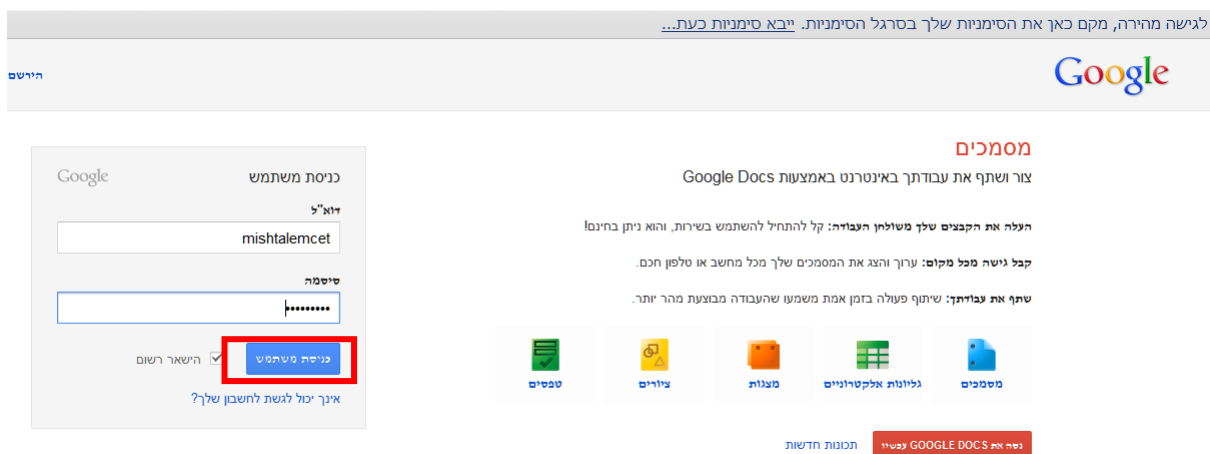 לגישה מהירה, מקם כאן את הסימניות שלך בסרגל הסימניות. ייבא סימניות כעת...
Google
הירשם
מסמכים
צור ושתף את עבודתך באינטרנט באמצעות Google Docs
העלה את הקבצים שלך משולחן העבודה: קל להתחיל להשתמש בשירות, והוא ניתן בחינם!
קבל גישה מכל מקום: ערוך והצג את המסמכים שלך מכל מחשב או טלפון חכם.
שתף את עבודתך: שיתוף פעולה בזמן אמת משמעו שהעבודה מבוצעת מהר יותר.
מסמכים
גליונות אלקטרוניים
מצגות
ציורים
טפסים
נסה את GOOGLE DOCS עכשיו
תכונות חדשות
כניסת משתמש
Google
דוא"ל
mishtalemcet
סיסמה
•••••••••
כניסת משתמש
הישאר רשום
אינך יכול לגשת לחשבון שלך?